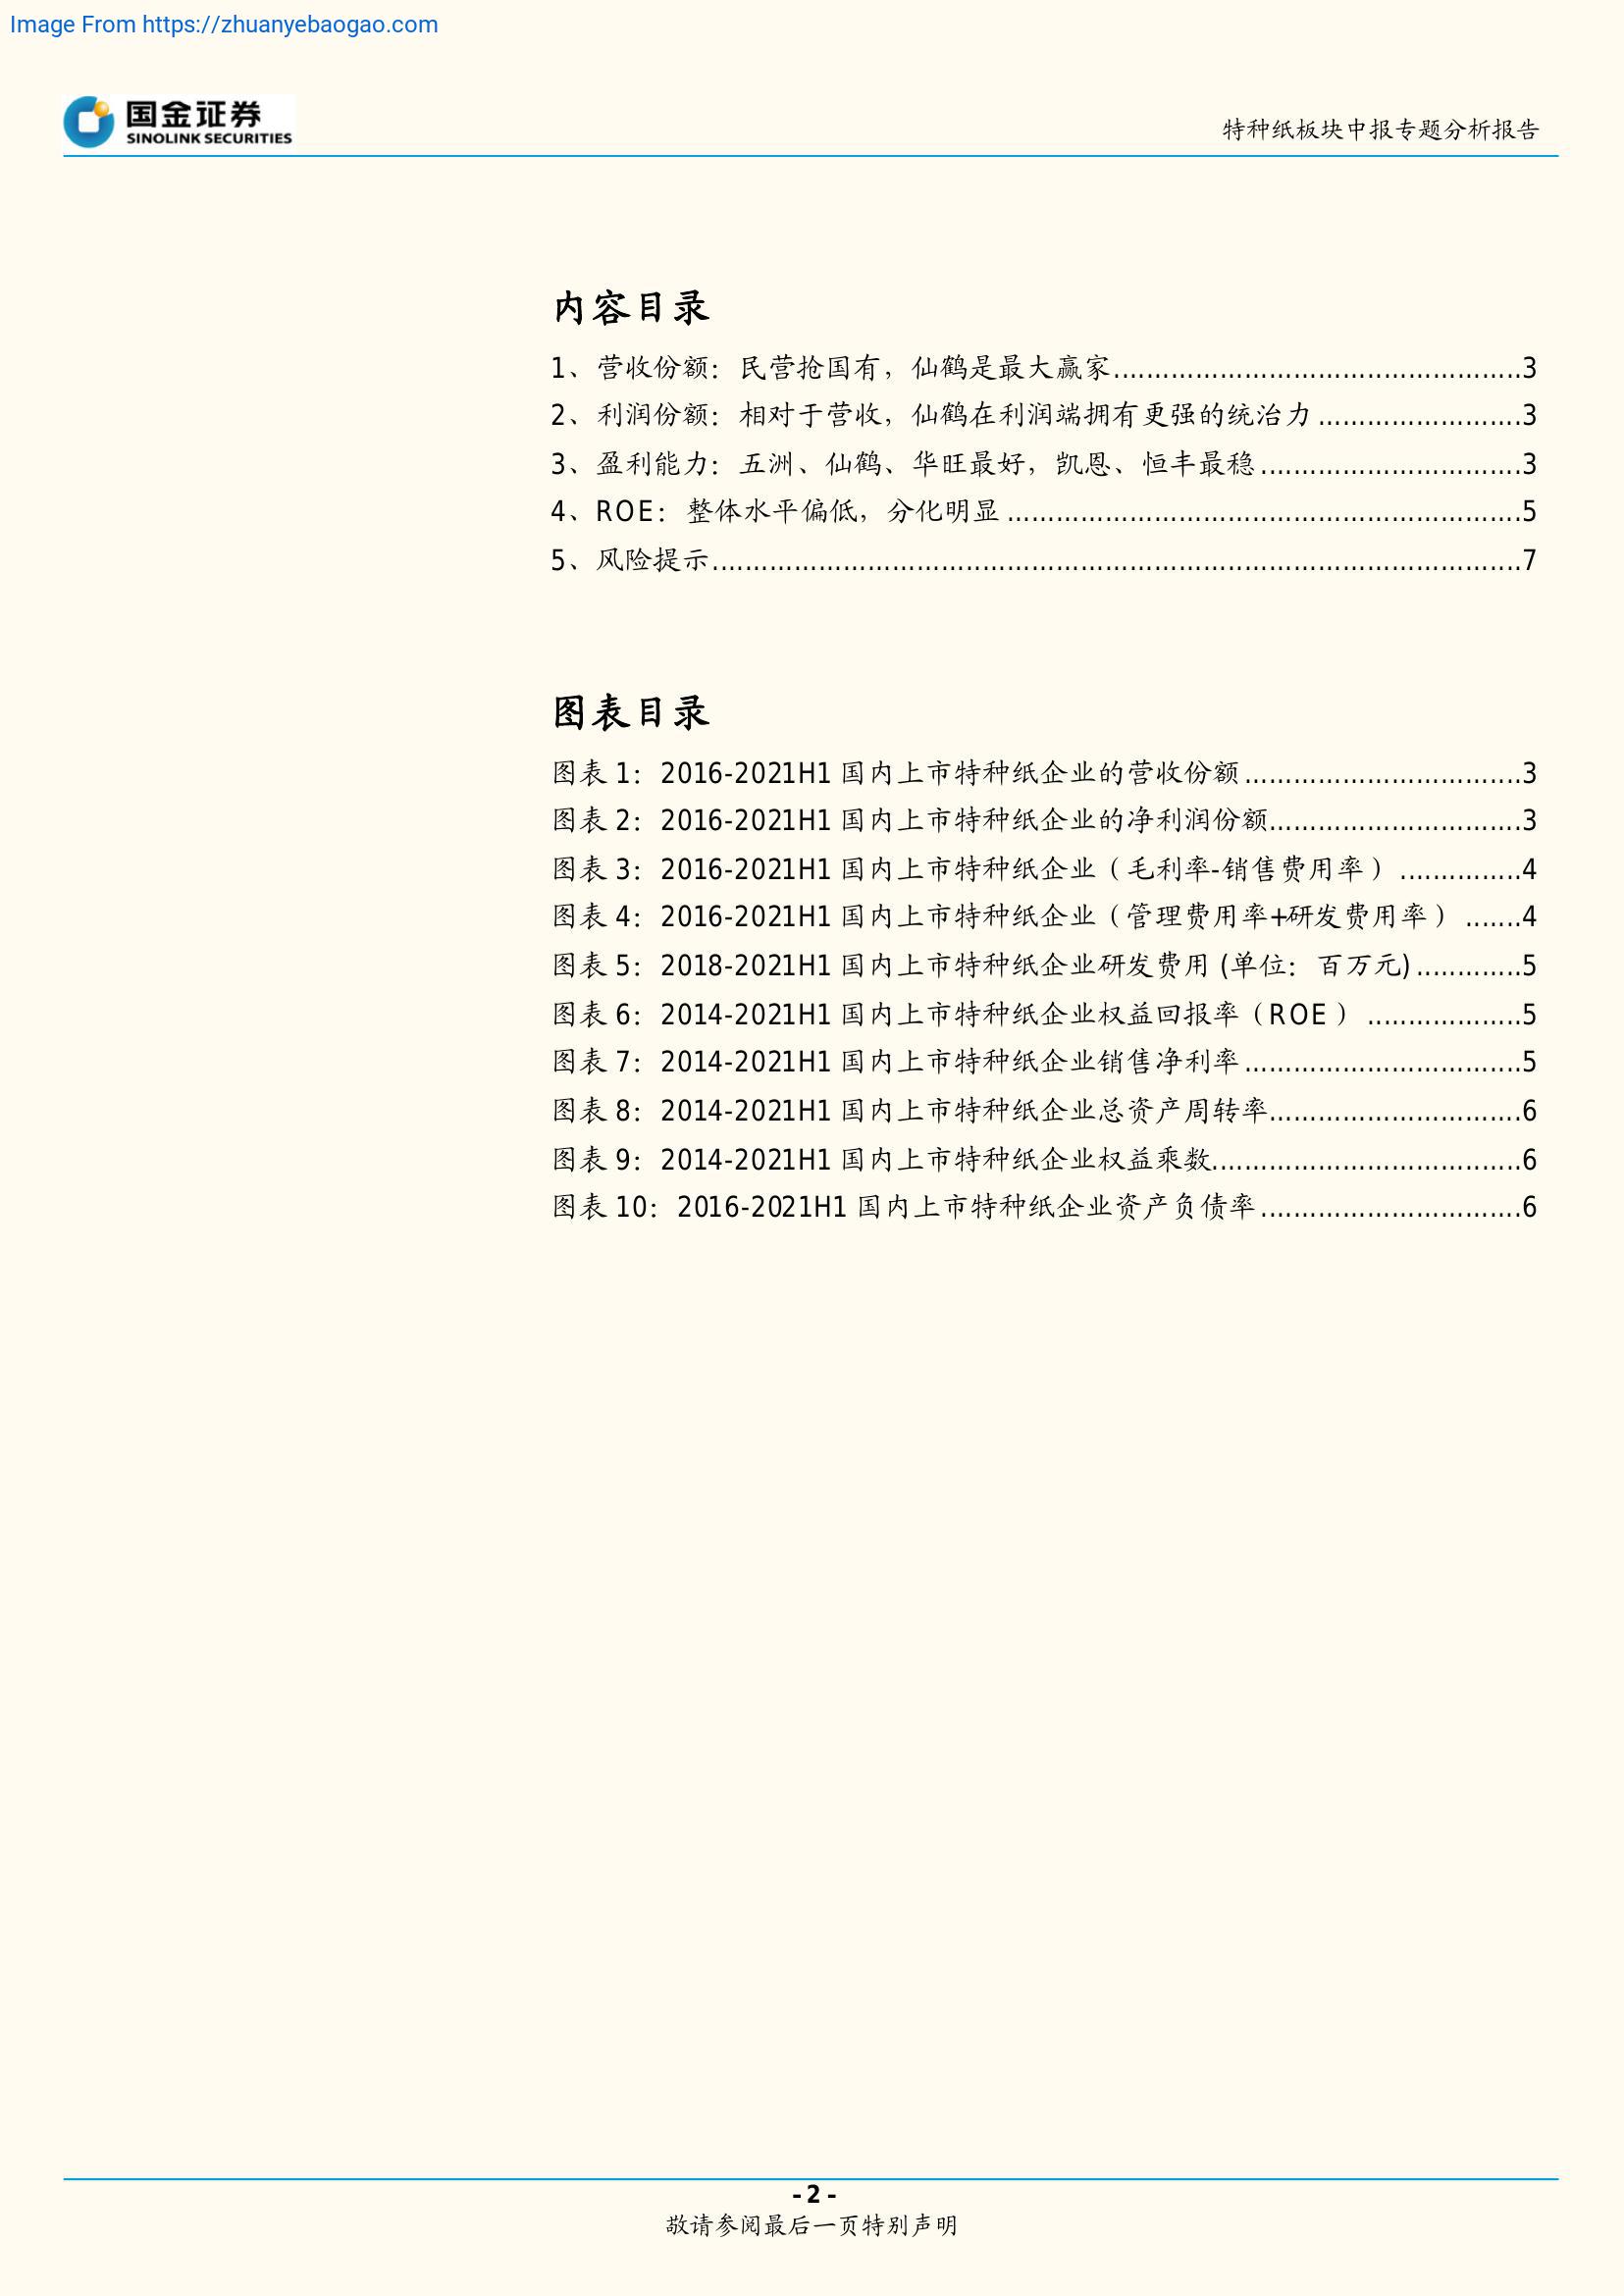 Image From https://zhuanyebaogao.com
国金证券
SINOLINK SECURITIES
特种纸板块中报专题分析报告
内容目录
1、营收份额：民营抢国有，仙鹤是最大赢家..................................................3
2、利润份额：相对于营收，仙鹤在利润端拥有更强的统治力.........................3
3、盈利能力：五洲、仙鹤、华旺最好，凯恩、恒丰最稳................................3
4、ROE：整体水平偏低，分化明显...............................................................5
5、风险提示...................................................................................................7
图表目录
图表 1：2016-2021H1 国内上市特种纸企业的营收份额..................................3
图表 2：2016-2021H1 国内上市特种纸企业的净利润份额...............................3
图表 3：2016-2021H1 国内上市特种纸企业（毛利率-销售费用率）...............4
图表 4：2016-2021H1 国内上市特种纸企业（管理费用率+研发费用率）.......4
图表 5：2018-2021H1 国内上市特种纸企业研发费用 (单位：百万元).............5
图表 6：2014-2021H1 国内上市特种纸企业权益回报率（ROE）...................5
图表 7：2014-2021H1 国内上市特种纸企业销售净利率..................................5
图表 8：2014-2021H1 国内上市特种纸企业总资产周转率...............................6
图表 9：2014-2021H1 国内上市特种纸企业权益乘数......................................6
图表 10：2016-2021H1 国内上市特种纸企业资产负债率................................6
- 2 -
敬请参阅最后一页特别声明